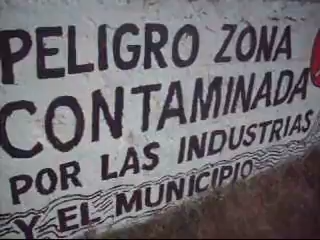 PELIGRO ZONA
CONTAMINADA
POR LAS INDUSTRIAS
Y EL MUNICIPIO